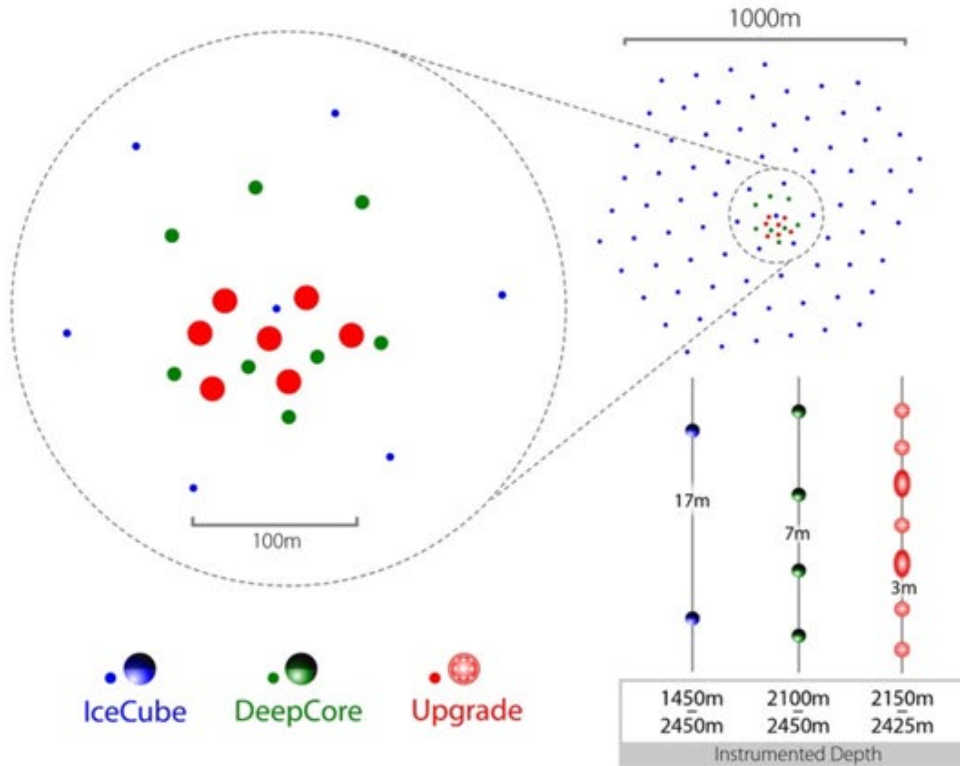 1000m
100m
17m
7m
3m
IceCube
DeepCore
Upgrade
1450m
–
2450m
2100m
–
2450m
2150m
–
2425m
Instrumented Depth